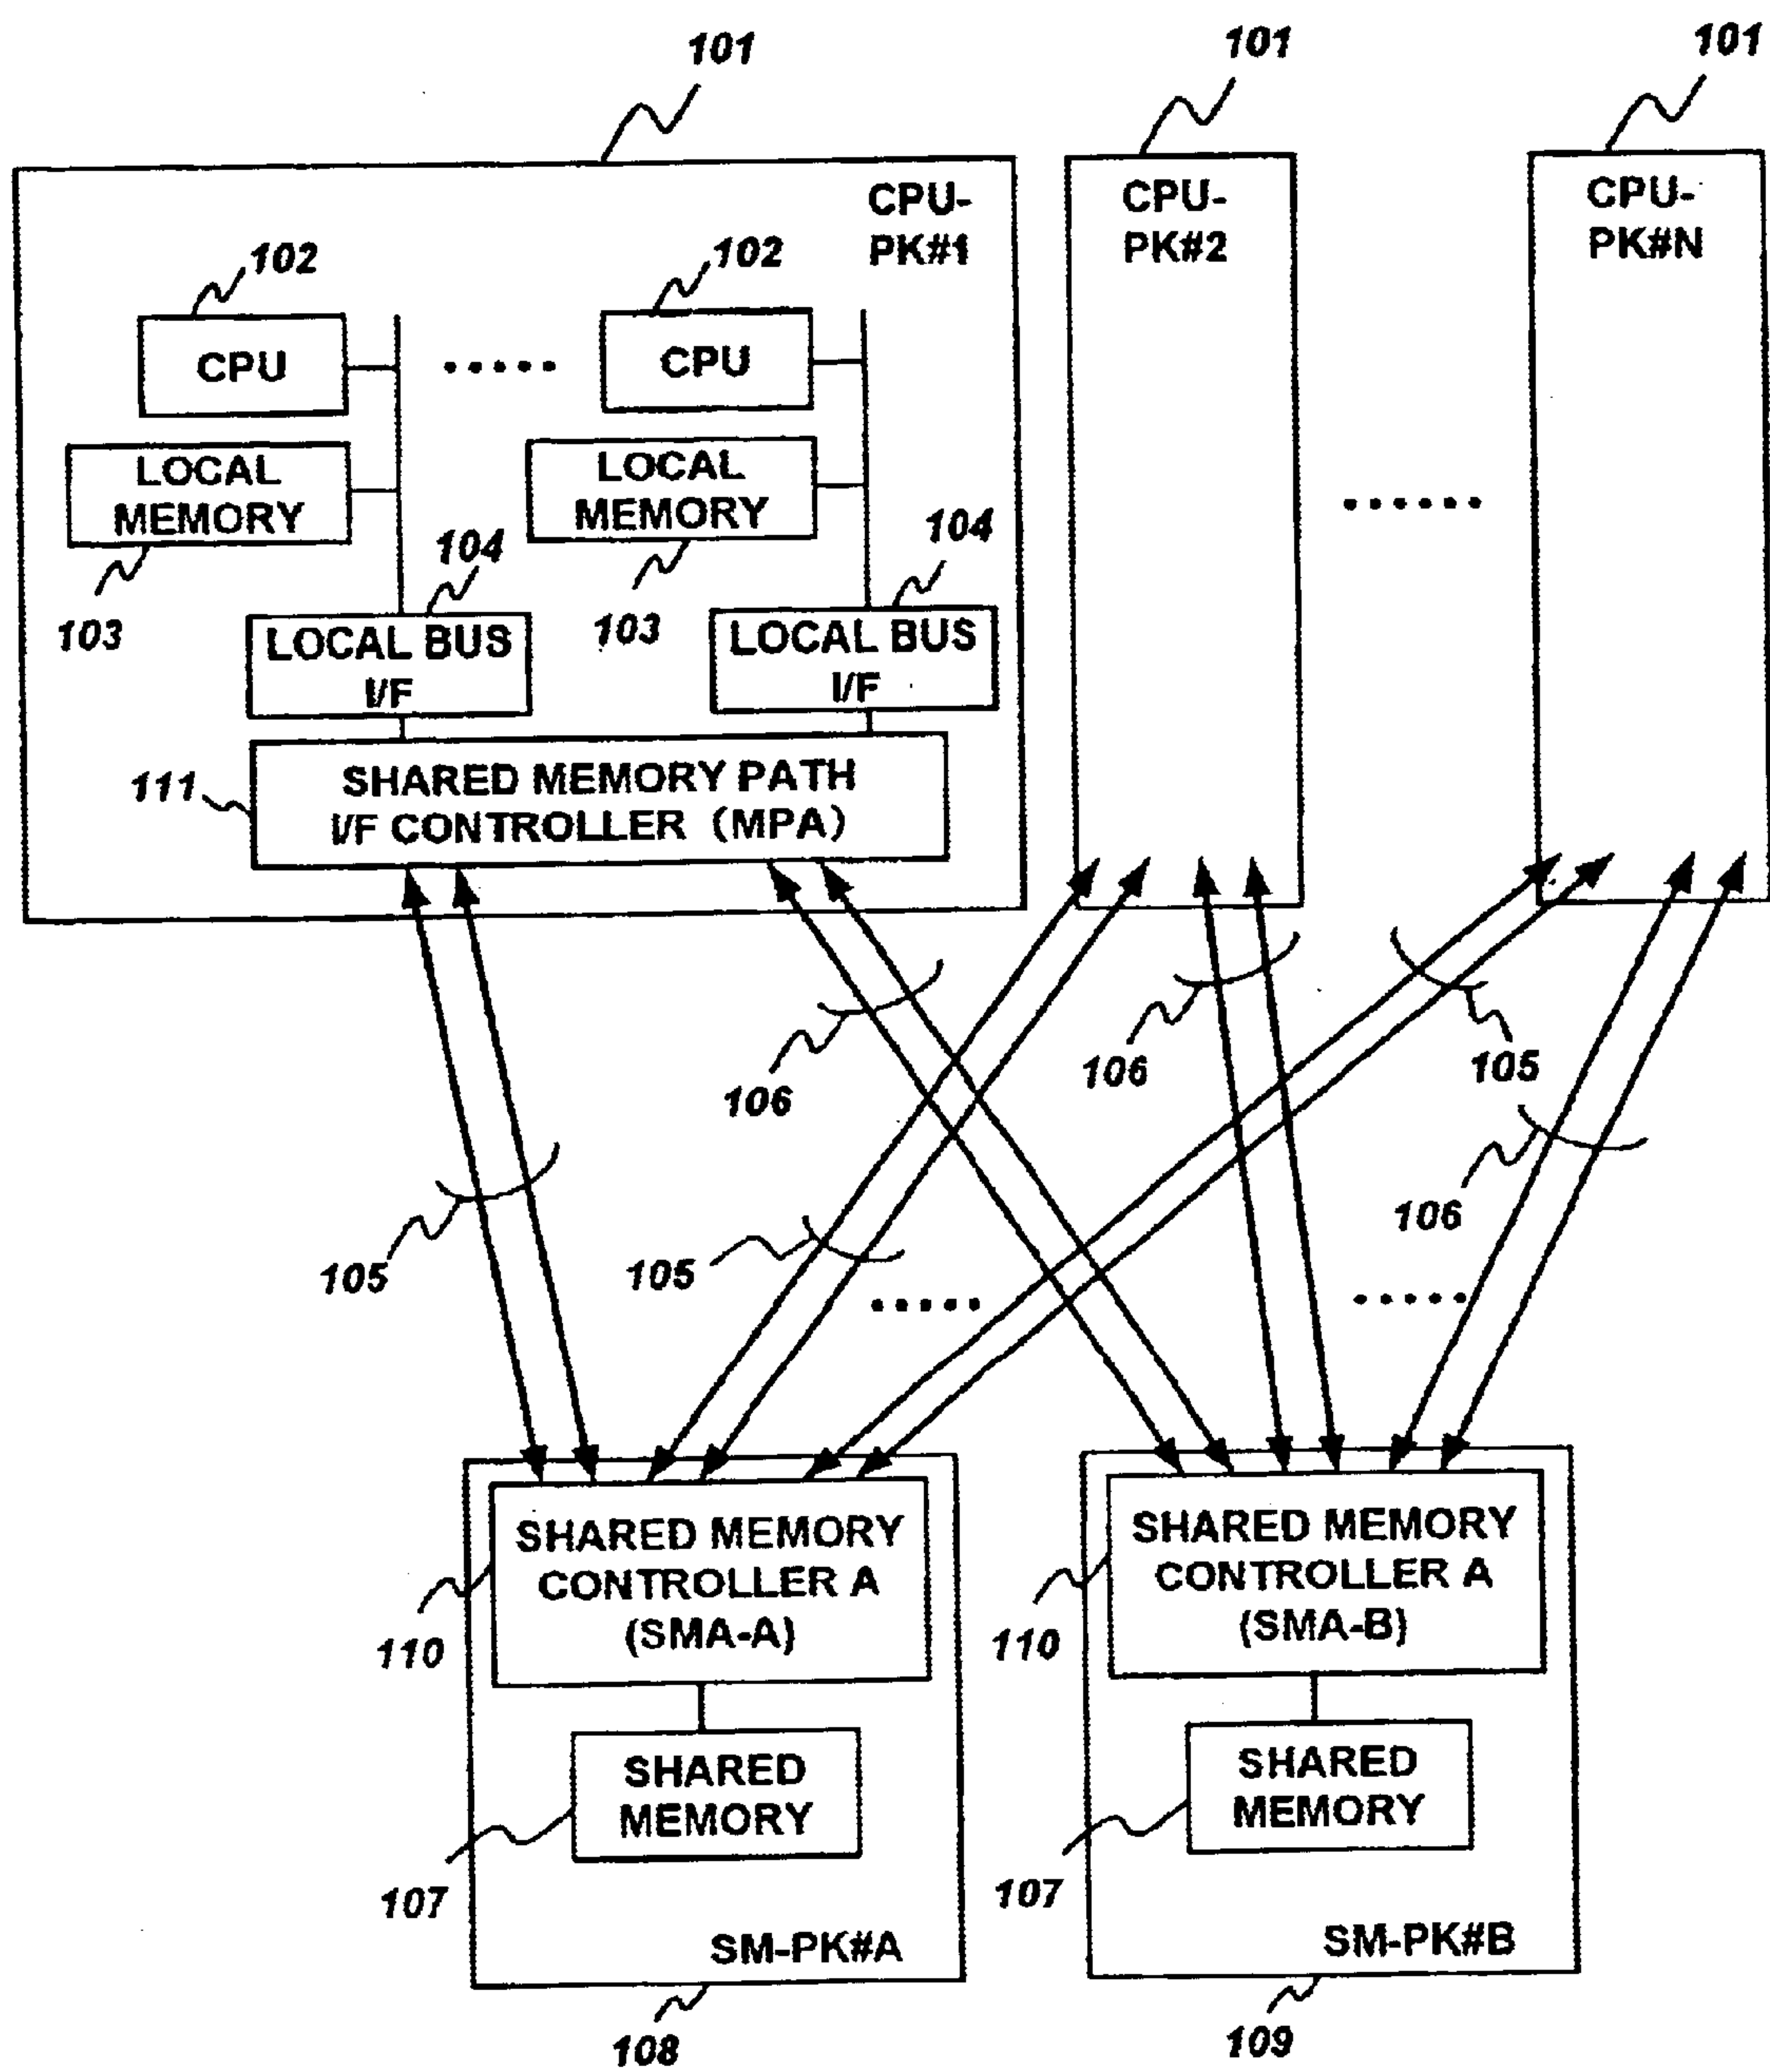 101
101
101
CPU-
PK#1
CPU-
PK#2
CPU-
PK#N
102
102
CPU
.....
CPU
LOCAL
MEMORY
LOCAL
MEMORY
......
103
104
103
104
LOCAL BUS
I/F
LOCAL BUS
I/F
111
SHARED MEMORY PATH
I/F CONTROLLER (MPA)
106
106
105
106
105
105
.....
.....
SHARED MEMORY
CONTROLLER A
(SMA-A)
SHARED MEMORY
CONTROLLER A
(SMA-B)
110
110
SHARED
MEMORY
SHARED
MEMORY
107
107
SM-PK#A
SM-PK#B
108
109